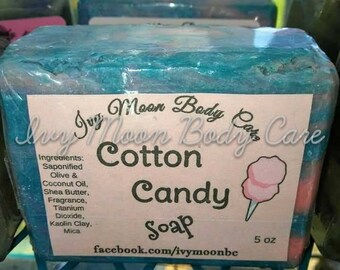 Ivy Moon Body Care
Ivy Moon Body Care
Ingredients:
Saponified
Olive &
Coconut Oil,
Shea Butter,
Fragrance,
Titanium
Dioxide,
Kaolin Clay,
Mica
Cotton
Candy
Soap
5 oz
facebook.com/ivymoonbc